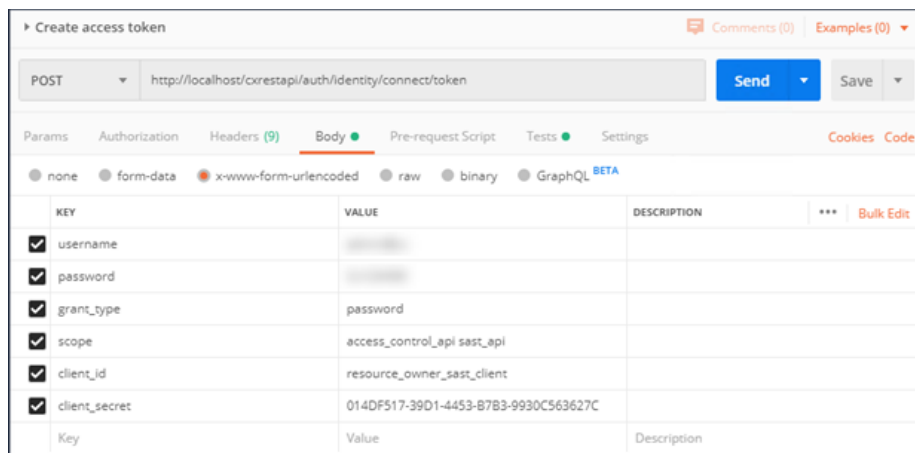 Create access token Comments (0) Examples (0)
POST http://localhost/cxrestapi/auth/identity/connect/token Send Save
Params Authorization Headers (9) Body Pre-request Script Tests Settings Cookies Code
none form-data x-www-form-urlencoded raw binary GraphQL BETA
KEY VALUE DESCRIPTION ••• Bulk Edit
username
password
grant_type password
scope access_control_api sast_api
client_id resource_owner_sast_client
client_secret 014DF517-39D1-4453-B7B3-9930C563627C
Key Value Description